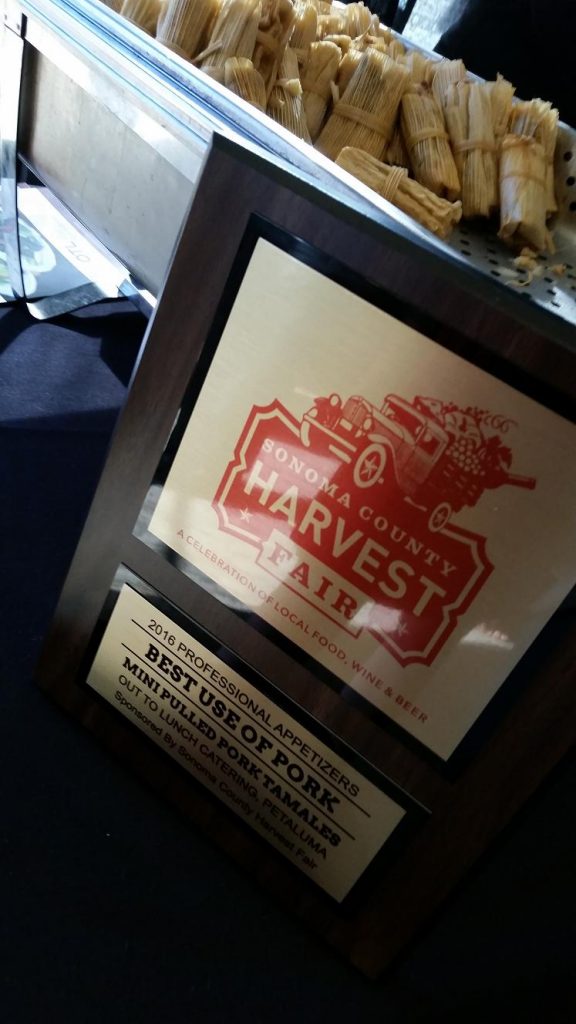 SONOMA COUNTY
HARVEST
FAIR
A CELEBRATION OF LOCAL FOOD, WINE & BEER
2016 PROFESSIONAL APPETIZERS
BEST USE OF PORK
MINI PULLED PORK TAMALES
OUT TO LUNCH CATERING, PETALUMA
Sponsored By Sonoma County Harvest Fair